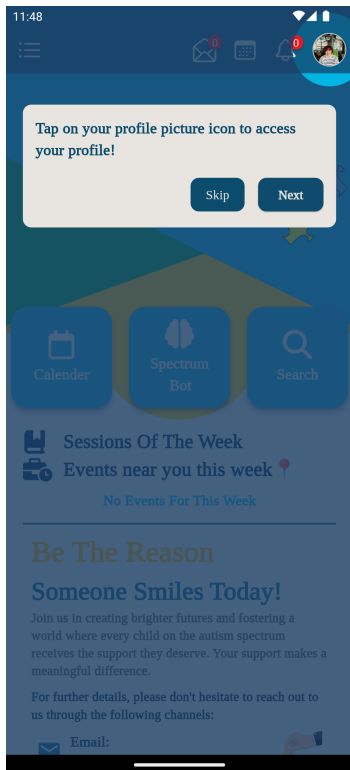 11:48
0
0
Tap on your profile picture icon to access
your profile!
Skip
Next
Calender
Spectrum
Bot
Search
Sessions Of The Week
Events near you this week
No Events For This Week
Be The Reason
Someone Smiles Today!
Join us in creating brighter futures and fostering a
world where every child on the autism spectrum
receives the support they deserve. Your support makes a
meaningful difference.
For further details, please don't hesitate to reach out to
us through the following channels:
Email: